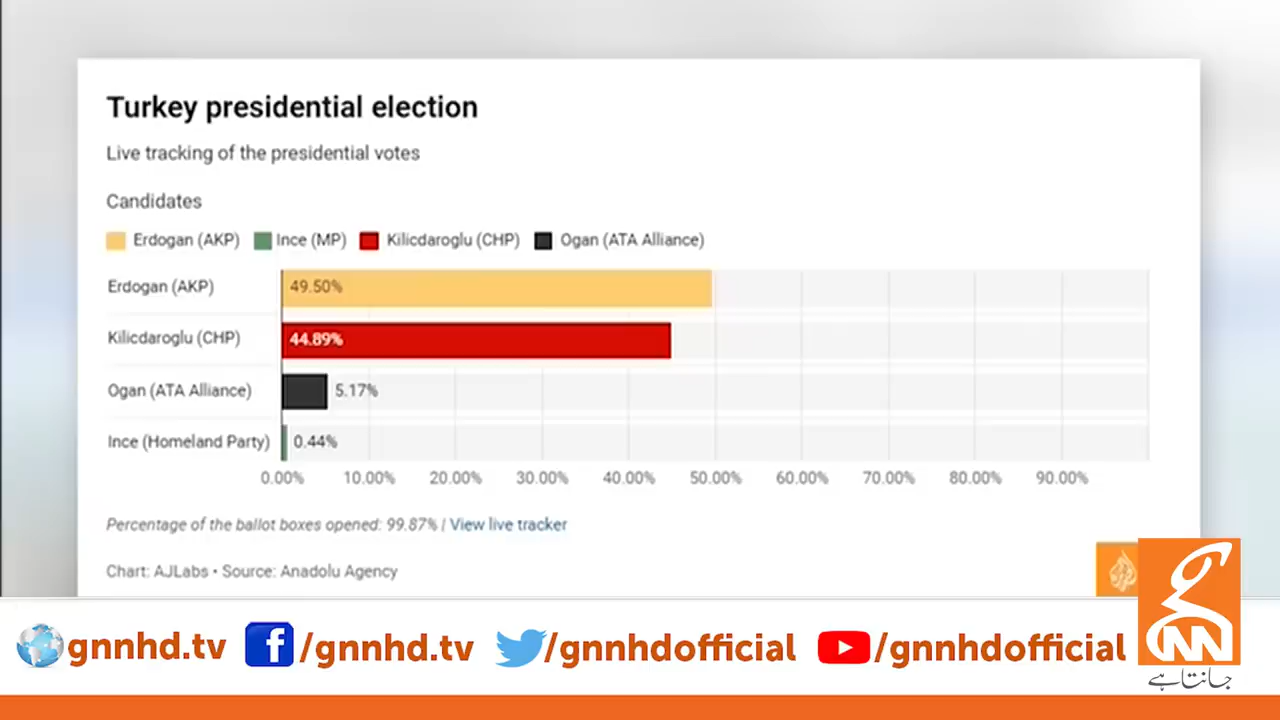 Turkey presidential election
Live tracking of the presidential votes
Candidates
Erdogan (AKP) Ince (MP) Kilicdaroglu (CHP) Ogan (ATA Alliance)
Erdogan (AKP) 49.50%
Kilicdaroglu (CHP) 44.89%
Ogan (ATA Alliance) 5.17%
Ince (Homeland Party) 0.44%
0.00% 10.00% 20.00% 30.00% 40.00% 50.00% 60.00% 70.00% 80.00% 90.00%
Percentage of the ballot boxes opened: 99.87% | View live tracker
Chart: AJLabs • Source: Anadolu Agency
gnnhd.tv f/gnnhd.tv /gnnhdofficial /gnnhdofficial
GNN
جانتا ہے